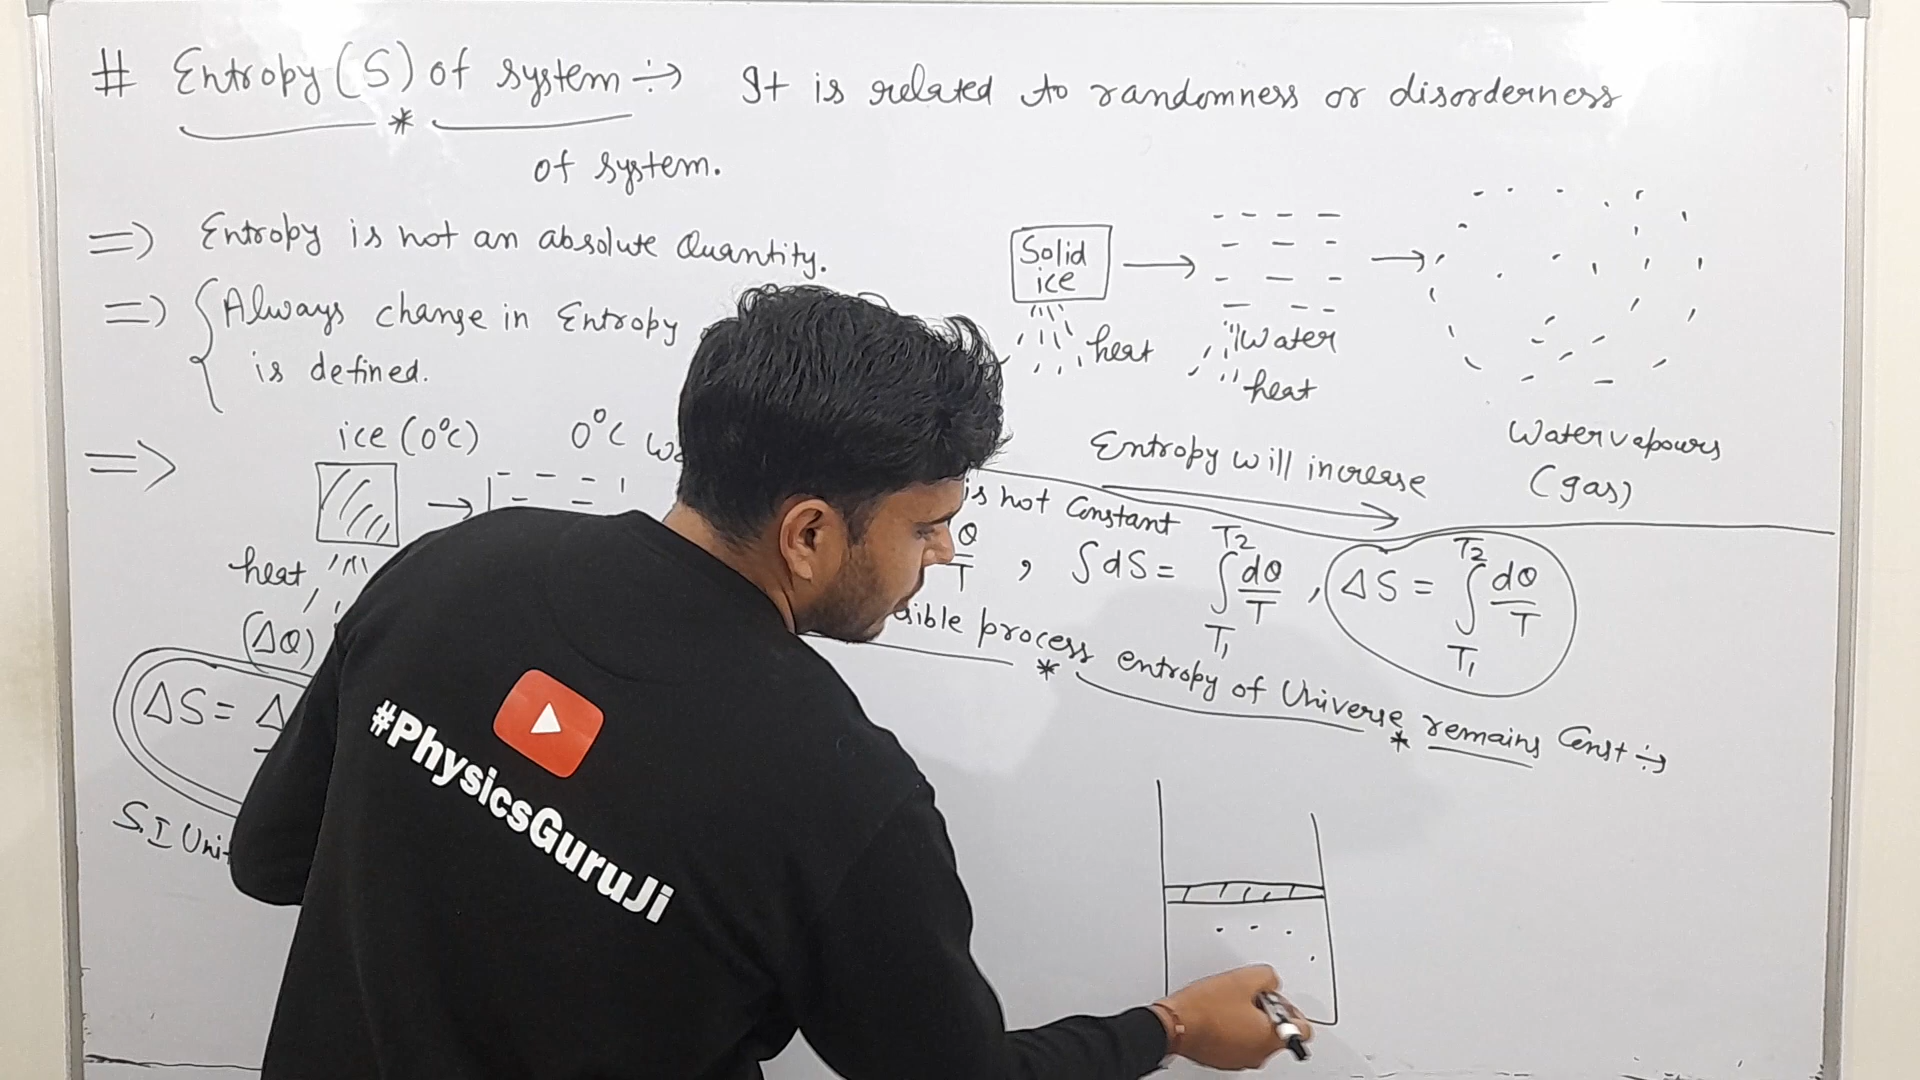 # Entropy (S) of system ÷→ It is related to randomness or disorderness
of system.
=> Entropy is not an absolute Quantity.
=> Always change in Entropy
is defined.
Solid
ice
heat
Water
heat
Water vapours
(gas)
Entropy will increase
=> ice (0°C) 0°C
heat
(ΔQ)
ΔS = Δ
S.I Unit
is not Constant
Q/T , ∫dS = ∫T1^T2 dQ/T , ΔS = ∫T1^T2 dQ/T
process entropy of Universe remains Const ÷→
#PhysicsGuruJi